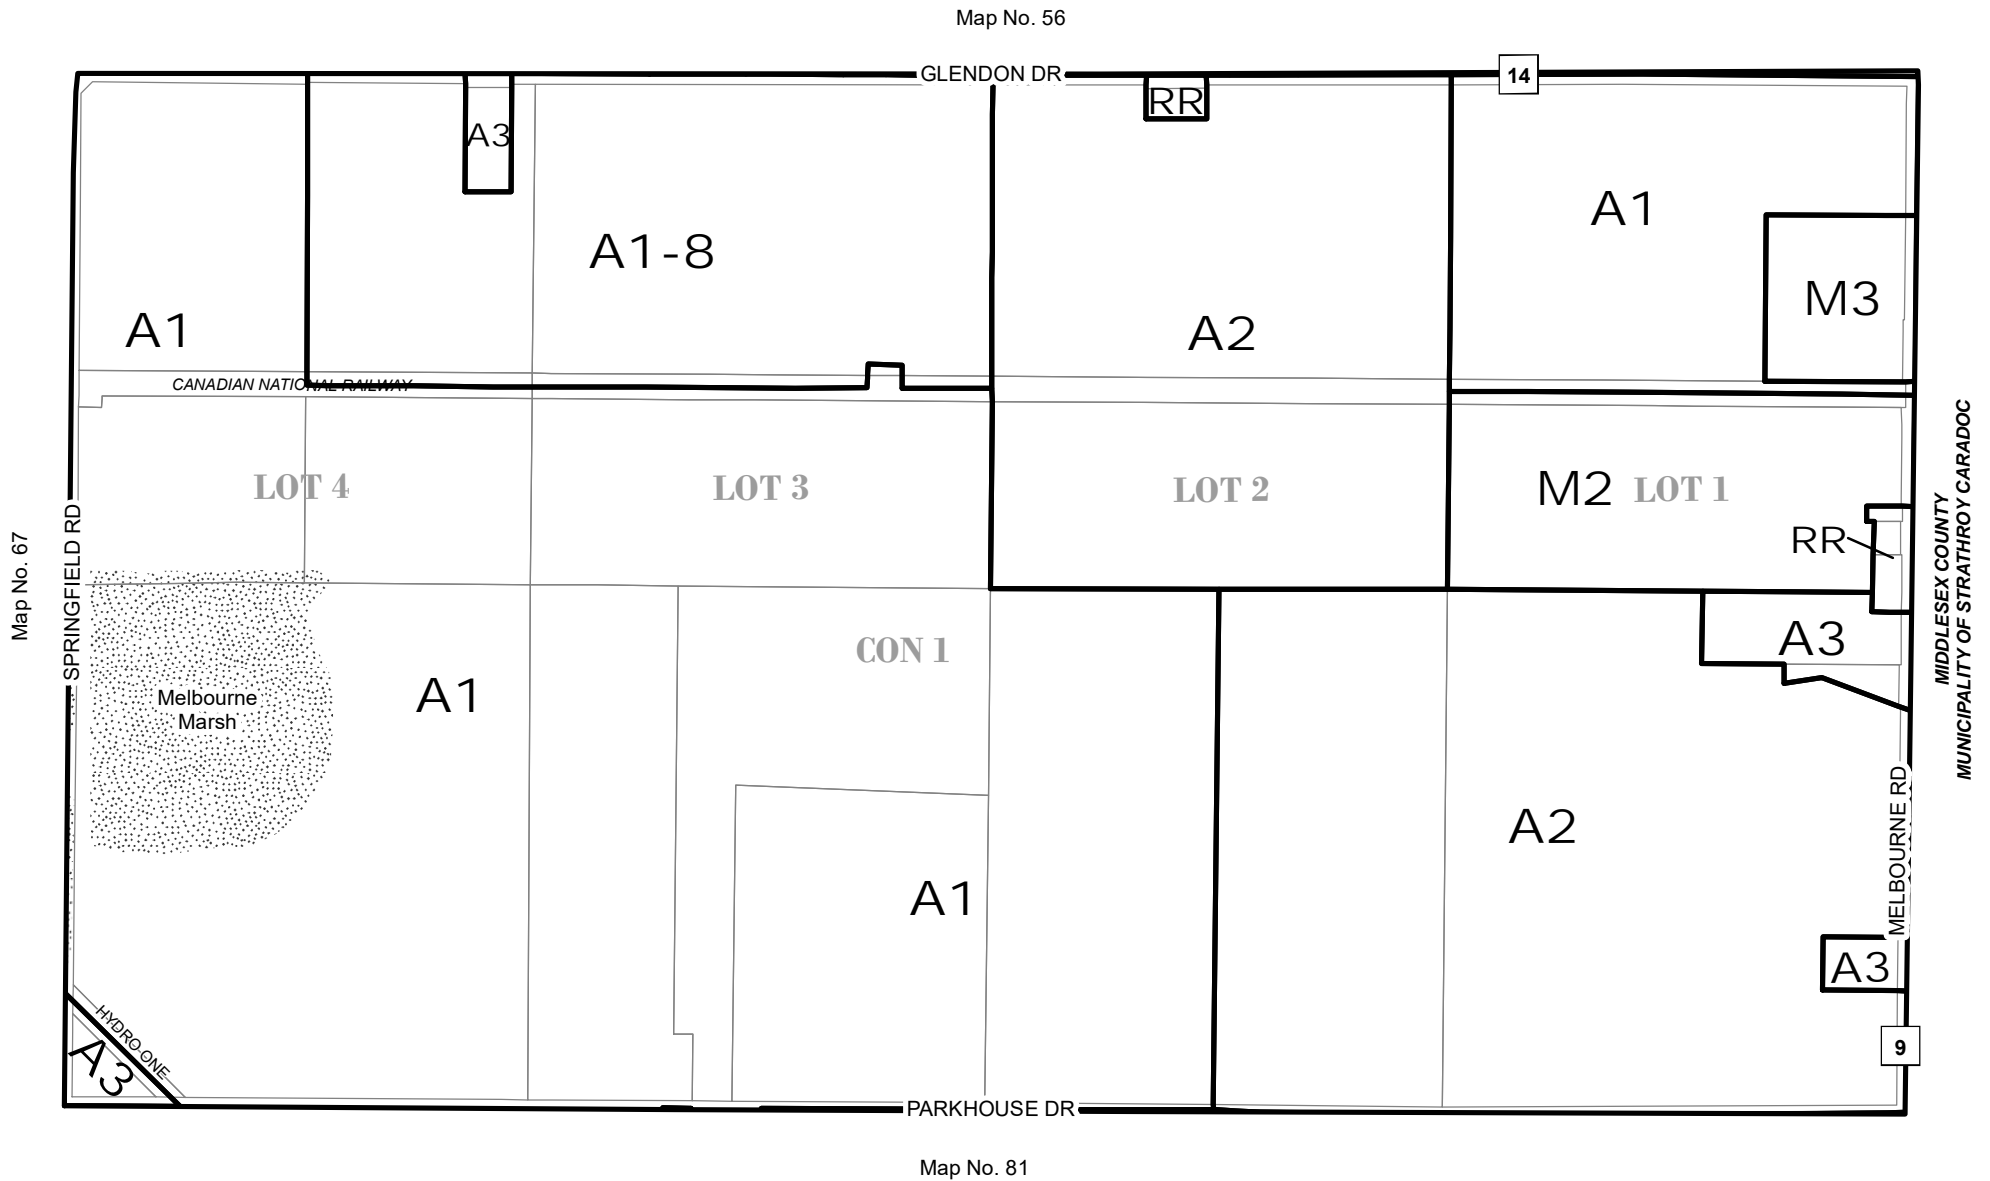 Map No. 56
GLENDON DR
14
RR
A3
A1
A1-8
M3
A1
A2
CANADIAN NATIONAL RAILWAY
LOT 4
LOT 3
LOT 2
M2
LOT 1
RR
MIDDLESEX COUNTY
MUNICIPALITY OF STRATHROY CARADOC
Map No. 67
SPRINGFIELD RD
A3
CON 1
Melbourne
Marsh
A1
A2
MELBOURNE RD
A1
A3
HYDRO ONE
A3
9
PARKHOUSE DR
Map No. 81